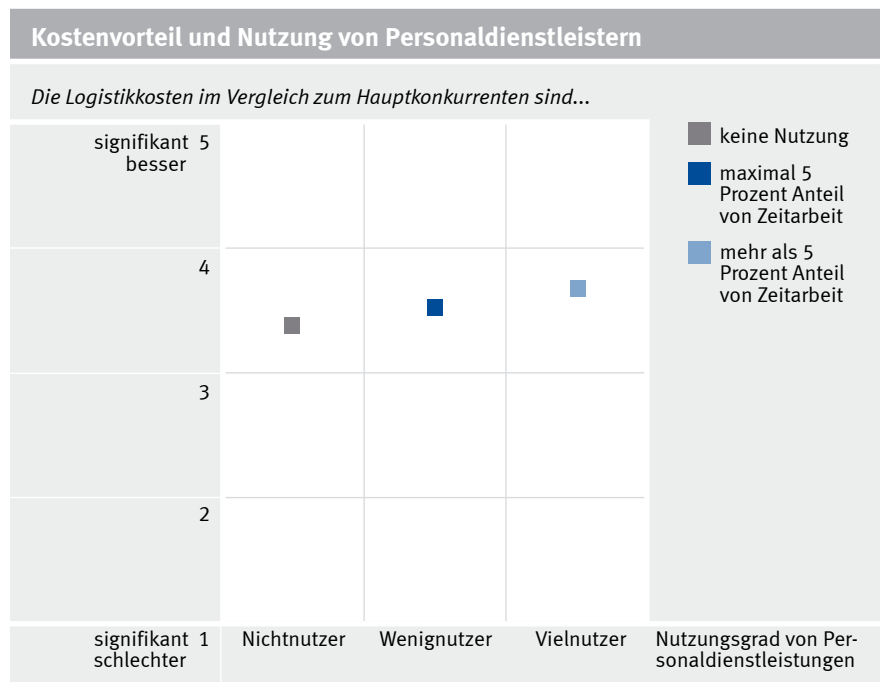 Kostenvorteil und Nutzung von Personaldienstleistern
Die Logistikkosten im Vergleich zum Hauptkonkurrenten sind...
signifikant 5
besser
4
3
2
signifikant 1
schlechter
Nichtnutzer
Wenignutzer
Vielnutzer
Nutzungsgrad von Per-
sonaldienstleistungen
keine Nutzung
maximal 5
Prozent Anteil
von Zeitarbeit
mehr als 5
Prozent Anteil
von Zeitarbeit